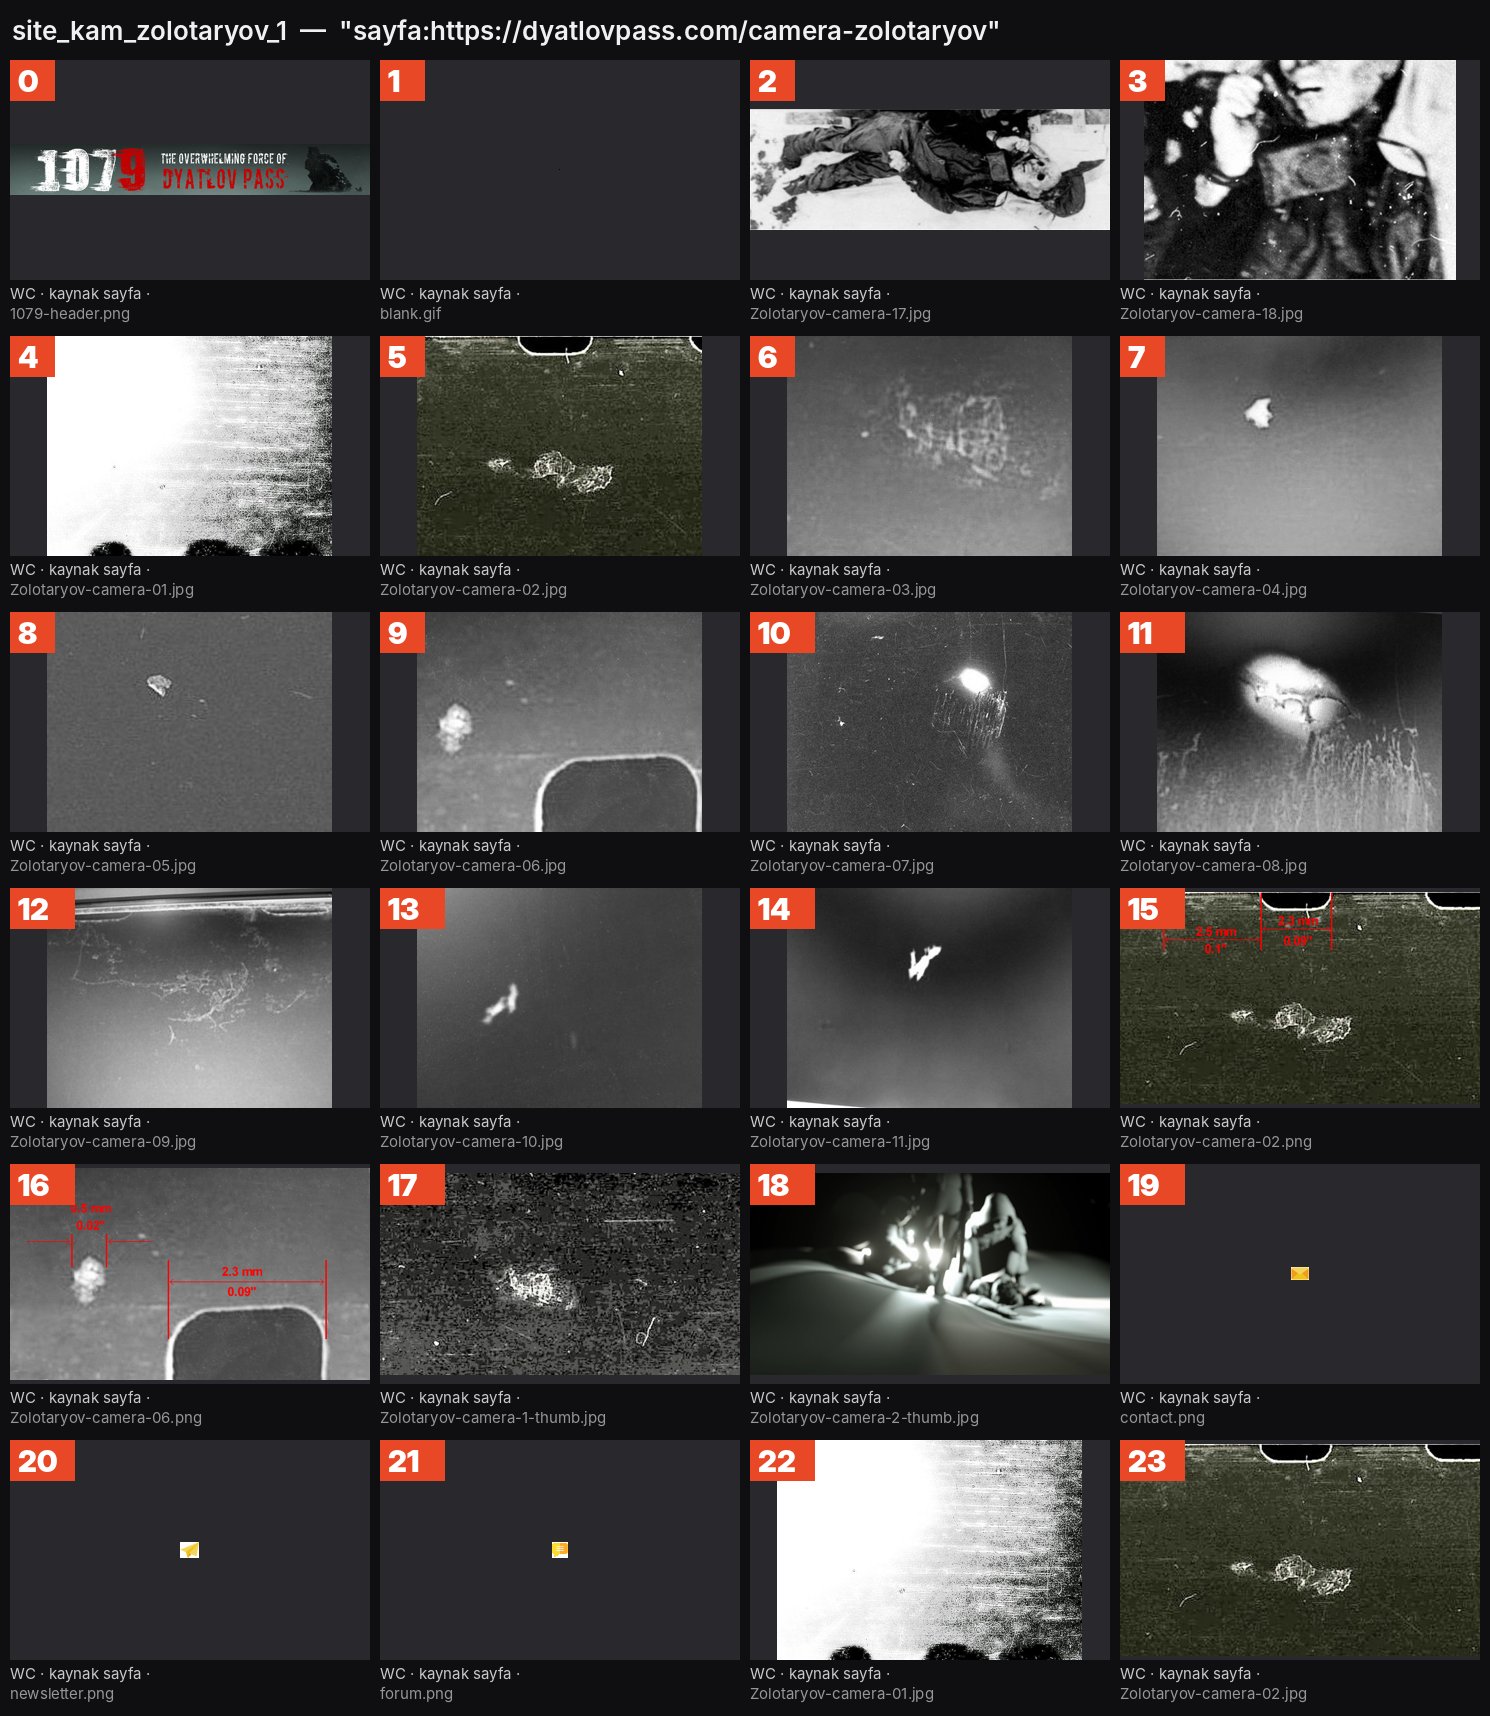 site_kam_zolotaryov_1 — "sayfa:https://dyatlovpass.com/camera-zolotaryov"
0
1
2
3
1079 THE OVERWHELMING FORCE OF
DYATLOV PASS
WC · kaynak sayfa ·
1079-header.png
WC · kaynak sayfa ·
blank.gif
WC · kaynak sayfa ·
Zolotaryov-camera-17.jpg
WC · kaynak sayfa ·
Zolotaryov-camera-18.jpg
4
5
6
7
WC · kaynak sayfa ·
Zolotaryov-camera-01.jpg
WC · kaynak sayfa ·
Zolotaryov-camera-02.jpg
WC · kaynak sayfa ·
Zolotaryov-camera-03.jpg
WC · kaynak sayfa ·
Zolotaryov-camera-04.jpg
8
9
10
11
WC · kaynak sayfa ·
Zolotaryov-camera-05.jpg
WC · kaynak sayfa ·
Zolotaryov-camera-06.jpg
WC · kaynak sayfa ·
Zolotaryov-camera-07.jpg
WC · kaynak sayfa ·
Zolotaryov-camera-08.jpg
12
13
14
15
2.5 mm
0.1"
2.3 mm
0.09"
WC · kaynak sayfa ·
Zolotaryov-camera-09.jpg
WC · kaynak sayfa ·
Zolotaryov-camera-10.jpg
WC · kaynak sayfa ·
Zolotaryov-camera-11.jpg
WC · kaynak sayfa ·
Zolotaryov-camera-02.png
16
17
18
19
0.5 mm
0.02"
2.3 mm
0.09"
WC · kaynak sayfa ·
Zolotaryov-camera-06.png
WC · kaynak sayfa ·
Zolotaryov-camera-1-thumb.jpg
WC · kaynak sayfa ·
Zolotaryov-camera-2-thumb.jpg
WC · kaynak sayfa ·
contact.png
20
21
22
23
WC · kaynak sayfa ·
newsletter.png
WC · kaynak sayfa ·
forum.png
WC · kaynak sayfa ·
Zolotaryov-camera-01.jpg
WC · kaynak sayfa ·
Zolotaryov-camera-02.jpg